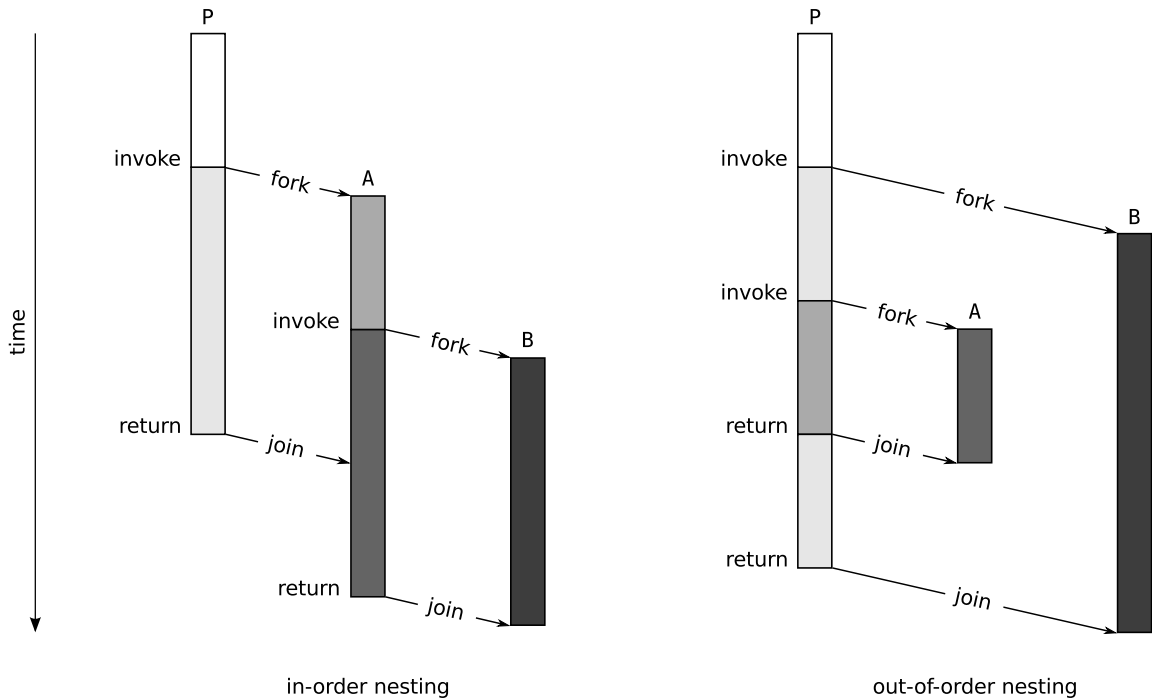 P
invoke
fork
A
invoke
fork
B
return
join
return
join
in-order nesting
time
P
invoke
fork
B
invoke
fork
A
return
join
return
join
out-of-order nesting